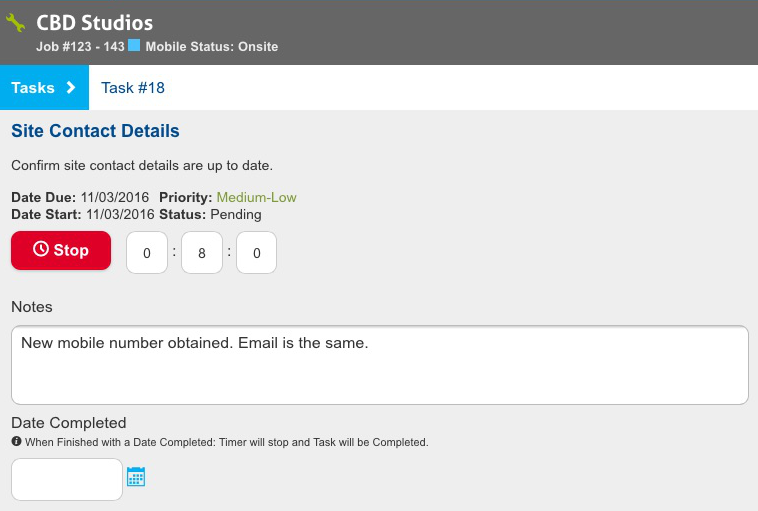 CBD Studios
Job #123 - 143 Mobile Status: Onsite
Tasks Task #18
Site Contact Details
Confirm site contact details are up to date.
Date Due: 11/03/2016 Priority: Medium-Low
Date Start: 11/03/2016 Status: Pending
Stop 0 : 8 : 0
Notes
New mobile number obtained. Email is the same.
Date Completed
When Finished with a Date Completed: Timer will stop and Task will be Completed.